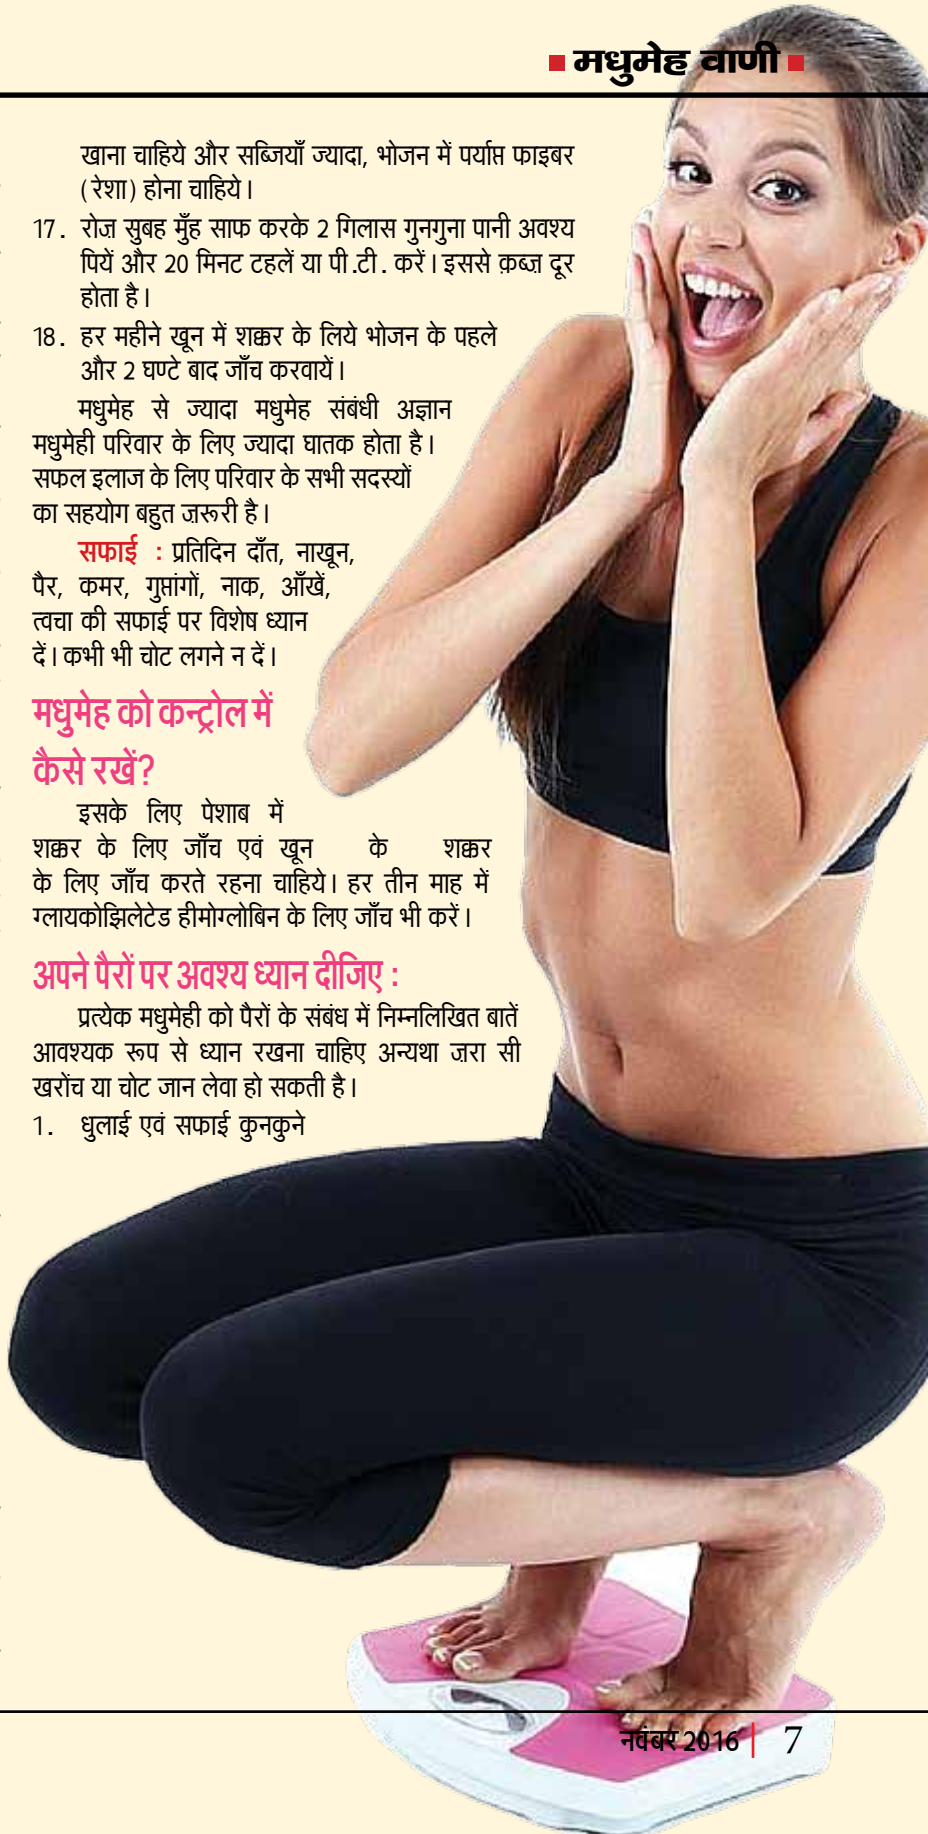 मधुमेह वाणी
खाना चाहिये और सब्जियाँ ज्यादा, भोजन में पर्याप्त फाइबर
(रेशा) होना चाहिये।
17. रोज़ सुबह मुँह साफ करके 2 गिलास गुनगुना पानी अवश्य
पियें और 20 मिनट टहलें या पी.टी. करें। इससे क़ब्ज़ दूर
होता है।
18. हर महीने खून में शक्कर के लिये भोजन के पहले
और 2 घण्टे बाद जाँच करवायें।
मधुमेह से ज्यादा मधुमेह संबंधी अज्ञान
मधुमेही परिवार के लिए ज्यादा घातक होता है।
सफल इलाज के लिए परिवार के सभी सदस्यों
का सहयोग बहुत जरूरी है।
सफाई : प्रतिदिन दाँत, नाखून,
पैर, कमर, गुप्तांगों, नाक, आँखें,
त्वचा की सफाई पर विशेष ध्यान
दें। कभी भी चोट लगने न दें।
मधुमेह को कन्ट्रोल में
कैसे रखें?
इसके लिए पेशाब में
शक्कर के लिए जाँच एवं खून के शक्कर
के लिए जाँच करते रहना चाहिये। हर तीन माह में
ग्लायकोझिलेटेड हीमोग्लोबिन के लिए जाँच भी करें।
अपने पैरों पर अवश्य ध्यान दीजिए :
प्रत्येक मधुमेही को पैरों के संबंध में निम्नलिखित बातें
आवश्यक रूप से ध्यान रखना चाहिए अन्यथा जरा सी
खरोंच या चोट जान लेवा हो सकती है।
1. धुलाई एवं सफाई कुनकुने
नवंबर 2016 | 7